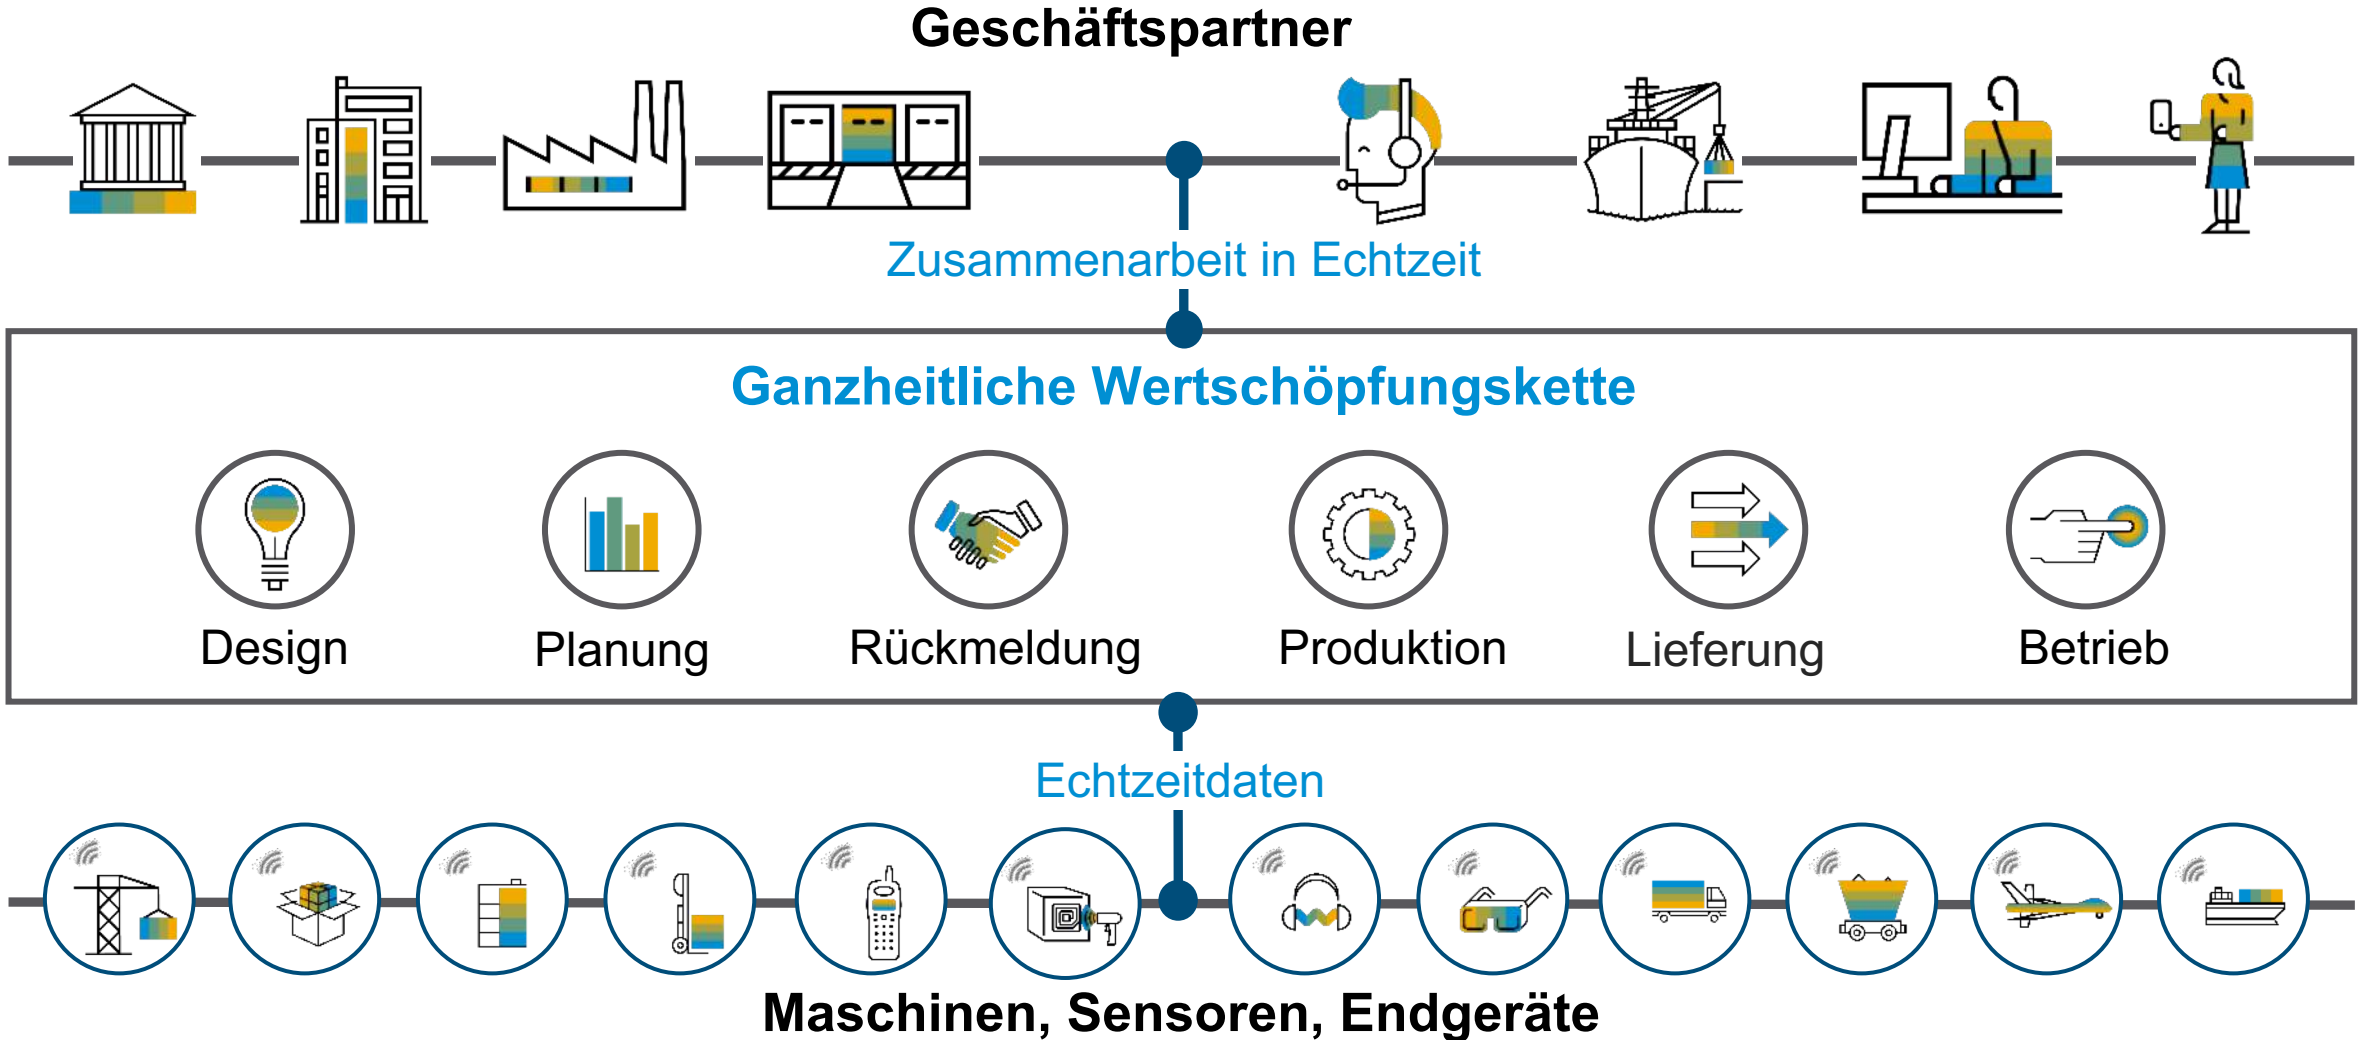 Geschäftspartner
Zusammenarbeit in Echtzeit
Ganzheitliche Wertschöpfungskette
Design
Planung
Rückmeldung
Produktion
Lieferung
Betrieb
Echtzeitdaten
Maschinen, Sensoren, Endgeräte